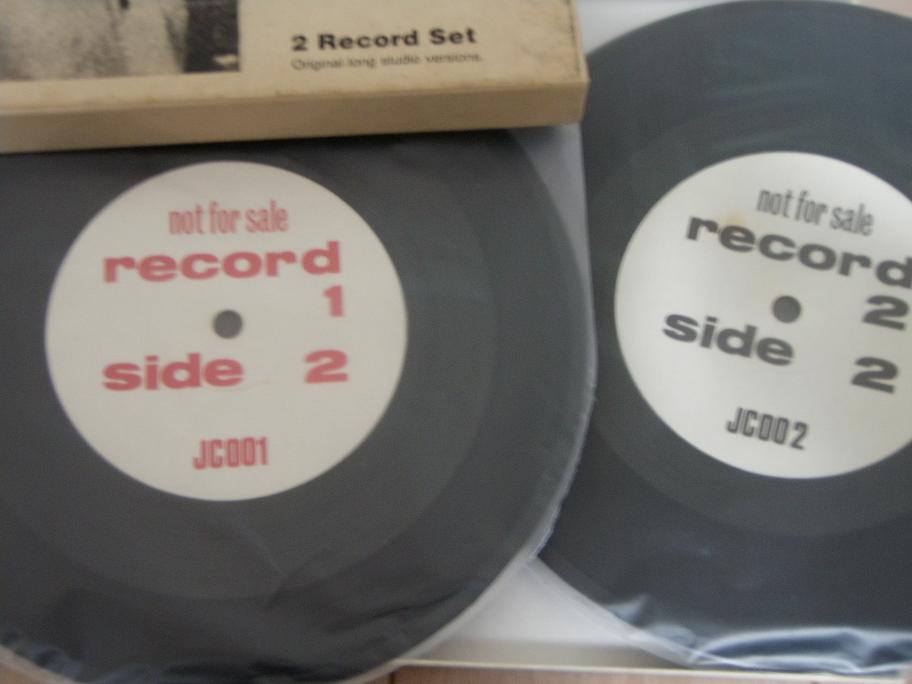 2 Record Set
Original long studio versions.
not for sale
record
1
side 2
JC001
not for sale
record
2
side 2
JC002